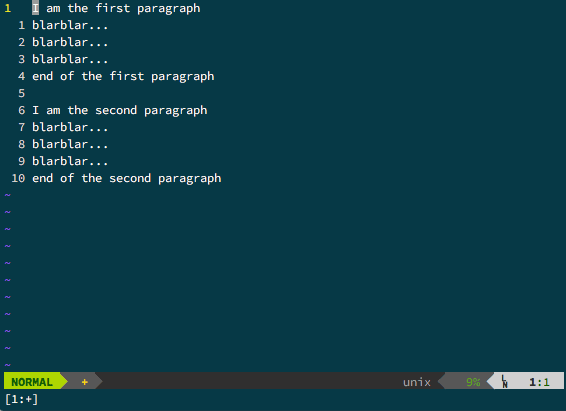 1 I am the first paragraph
1 blarblar...
2 blarblar...
3 blarblar...
4 end of the first paragraph
5
6 I am the second paragraph
7 blarblar...
8 blarblar...
9 blarblar...
10 end of the second paragraph
~
~
~
~
~
~
~
~
~
~
~
NORMAL + unix 9% LN 1:1
[1:+]